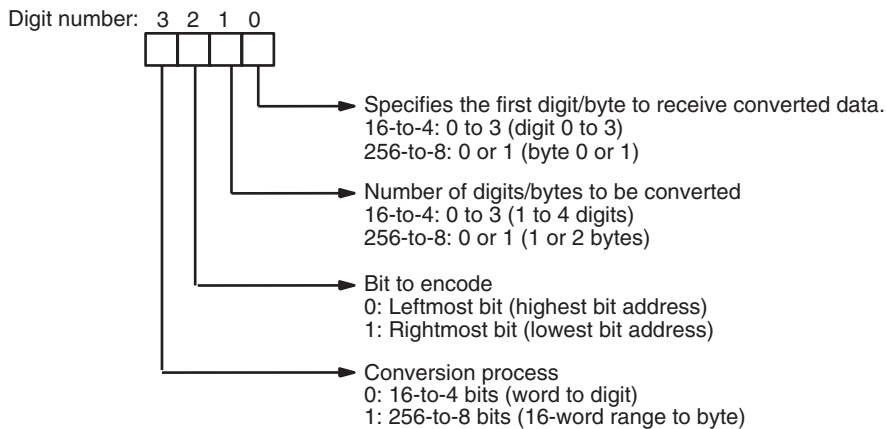 Digit number: 3 2 1 0
Specifies the first digit/byte to receive converted data.
16-to-4: 0 to 3 (digit 0 to 3)
256-to-8: 0 or 1 (byte 0 or 1)
Number of digits/bytes to be converted
16-to-4: 0 to 3 (1 to 4 digits)
256-to-8: 0 or 1 (1 or 2 bytes)
Bit to encode
0: Leftmost bit (highest bit address)
1: Rightmost bit (lowest bit address)
Conversion process
0: 16-to-4 bits (word to digit)
1: 256-to-8 bits (16-word range to byte)